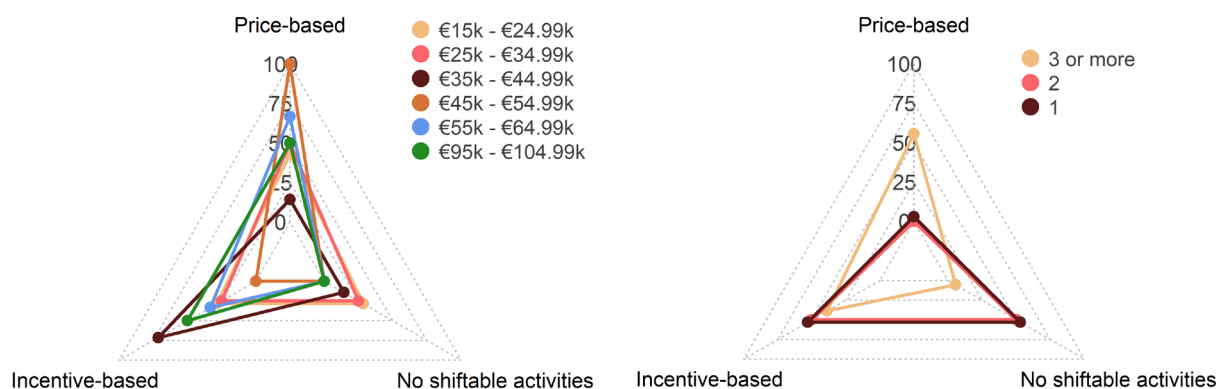 Price-based
€15k - €24.99k
€25k - €34.99k
€35k - €44.99k
€45k - €54.99k
€55k - €64.99k
€95k - €104.99k
100
75
50
25
0
Incentive-based
No shiftable activities
Price-based
3 or more
2
1
100
75
50
25
0
Incentive-based
No shiftable activities